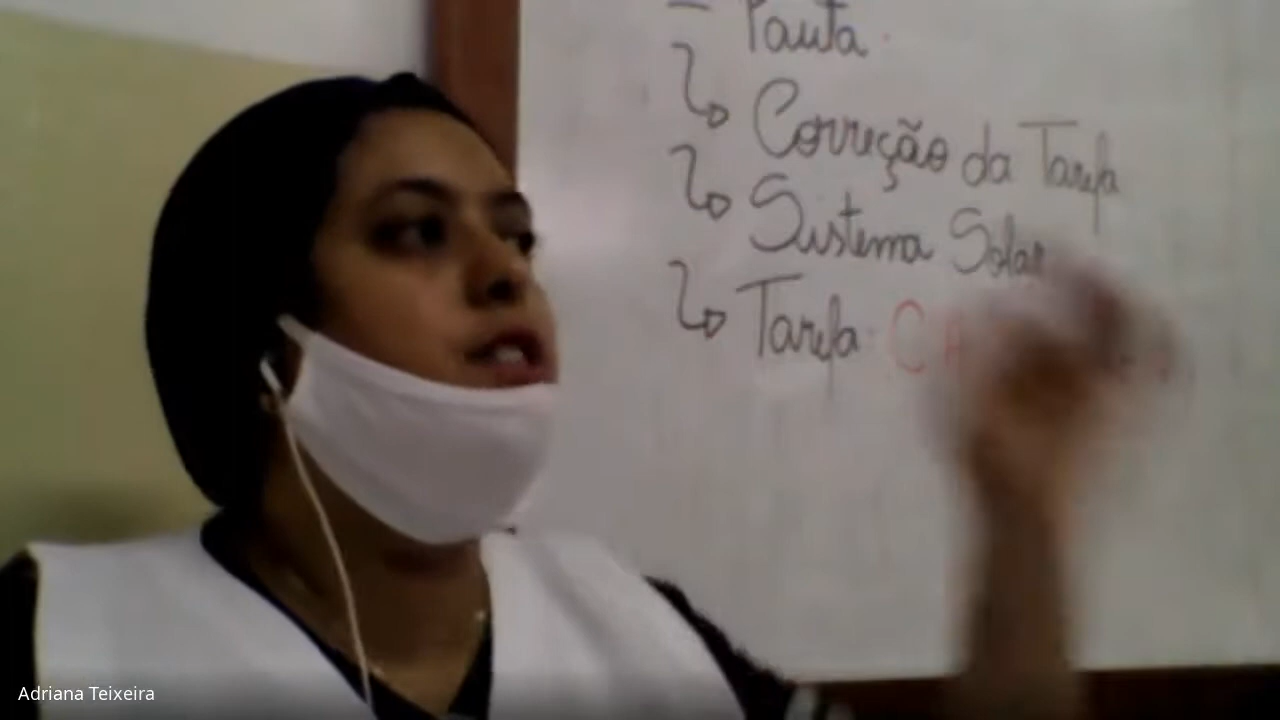 Pauta
Correção da Tarefa
Sistema Solar
Tarefa
Adriana Teixeira